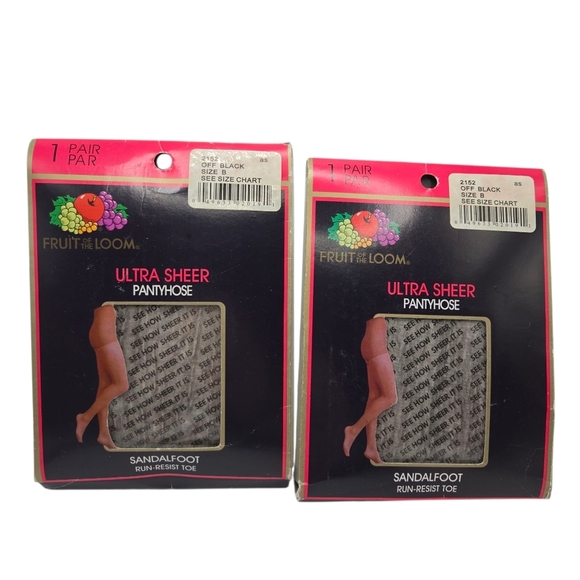 1 PAIR
PAR
2152 as
OFF BLACK
SIZE B
SEE SIZE CHART
FRUIT OF THE LOOM®
ULTRA SHEER
PANTYHOSE
SEE HOW SHEER IT IS
SANDALFOOT
RUN-RESIST TOE
1 PAIR
PAR
2152 as
OFF BLACK
SIZE B
SEE SIZE CHART
FRUIT OF THE LOOM®
ULTRA SHEER
PANTYHOSE
SEE HOW SHEER IT IS
SANDALFOOT
RUN-RESIST TOE